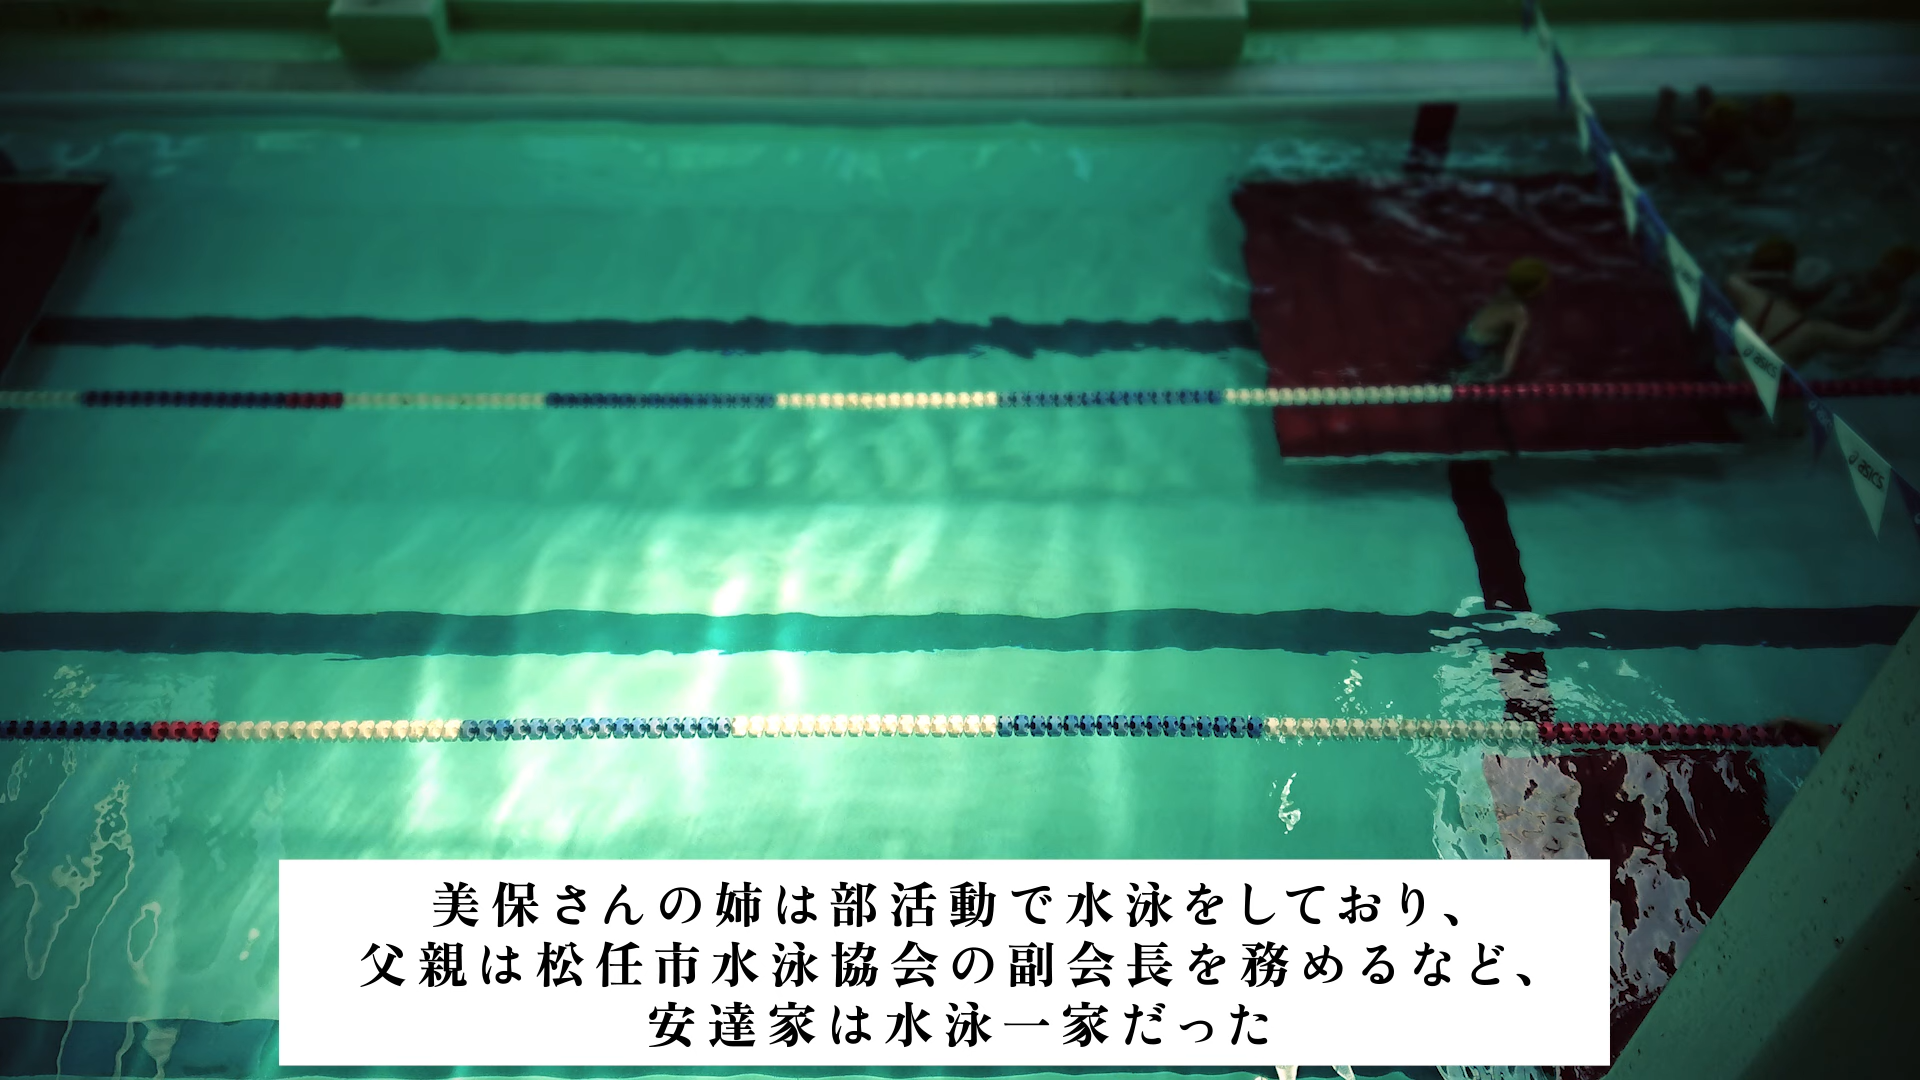 asics
asics
美保さんの姉は部活動で水泳をしており、
父親は松任市水泳協会の副会長を務めるなど、
安達家は水泳一家だった